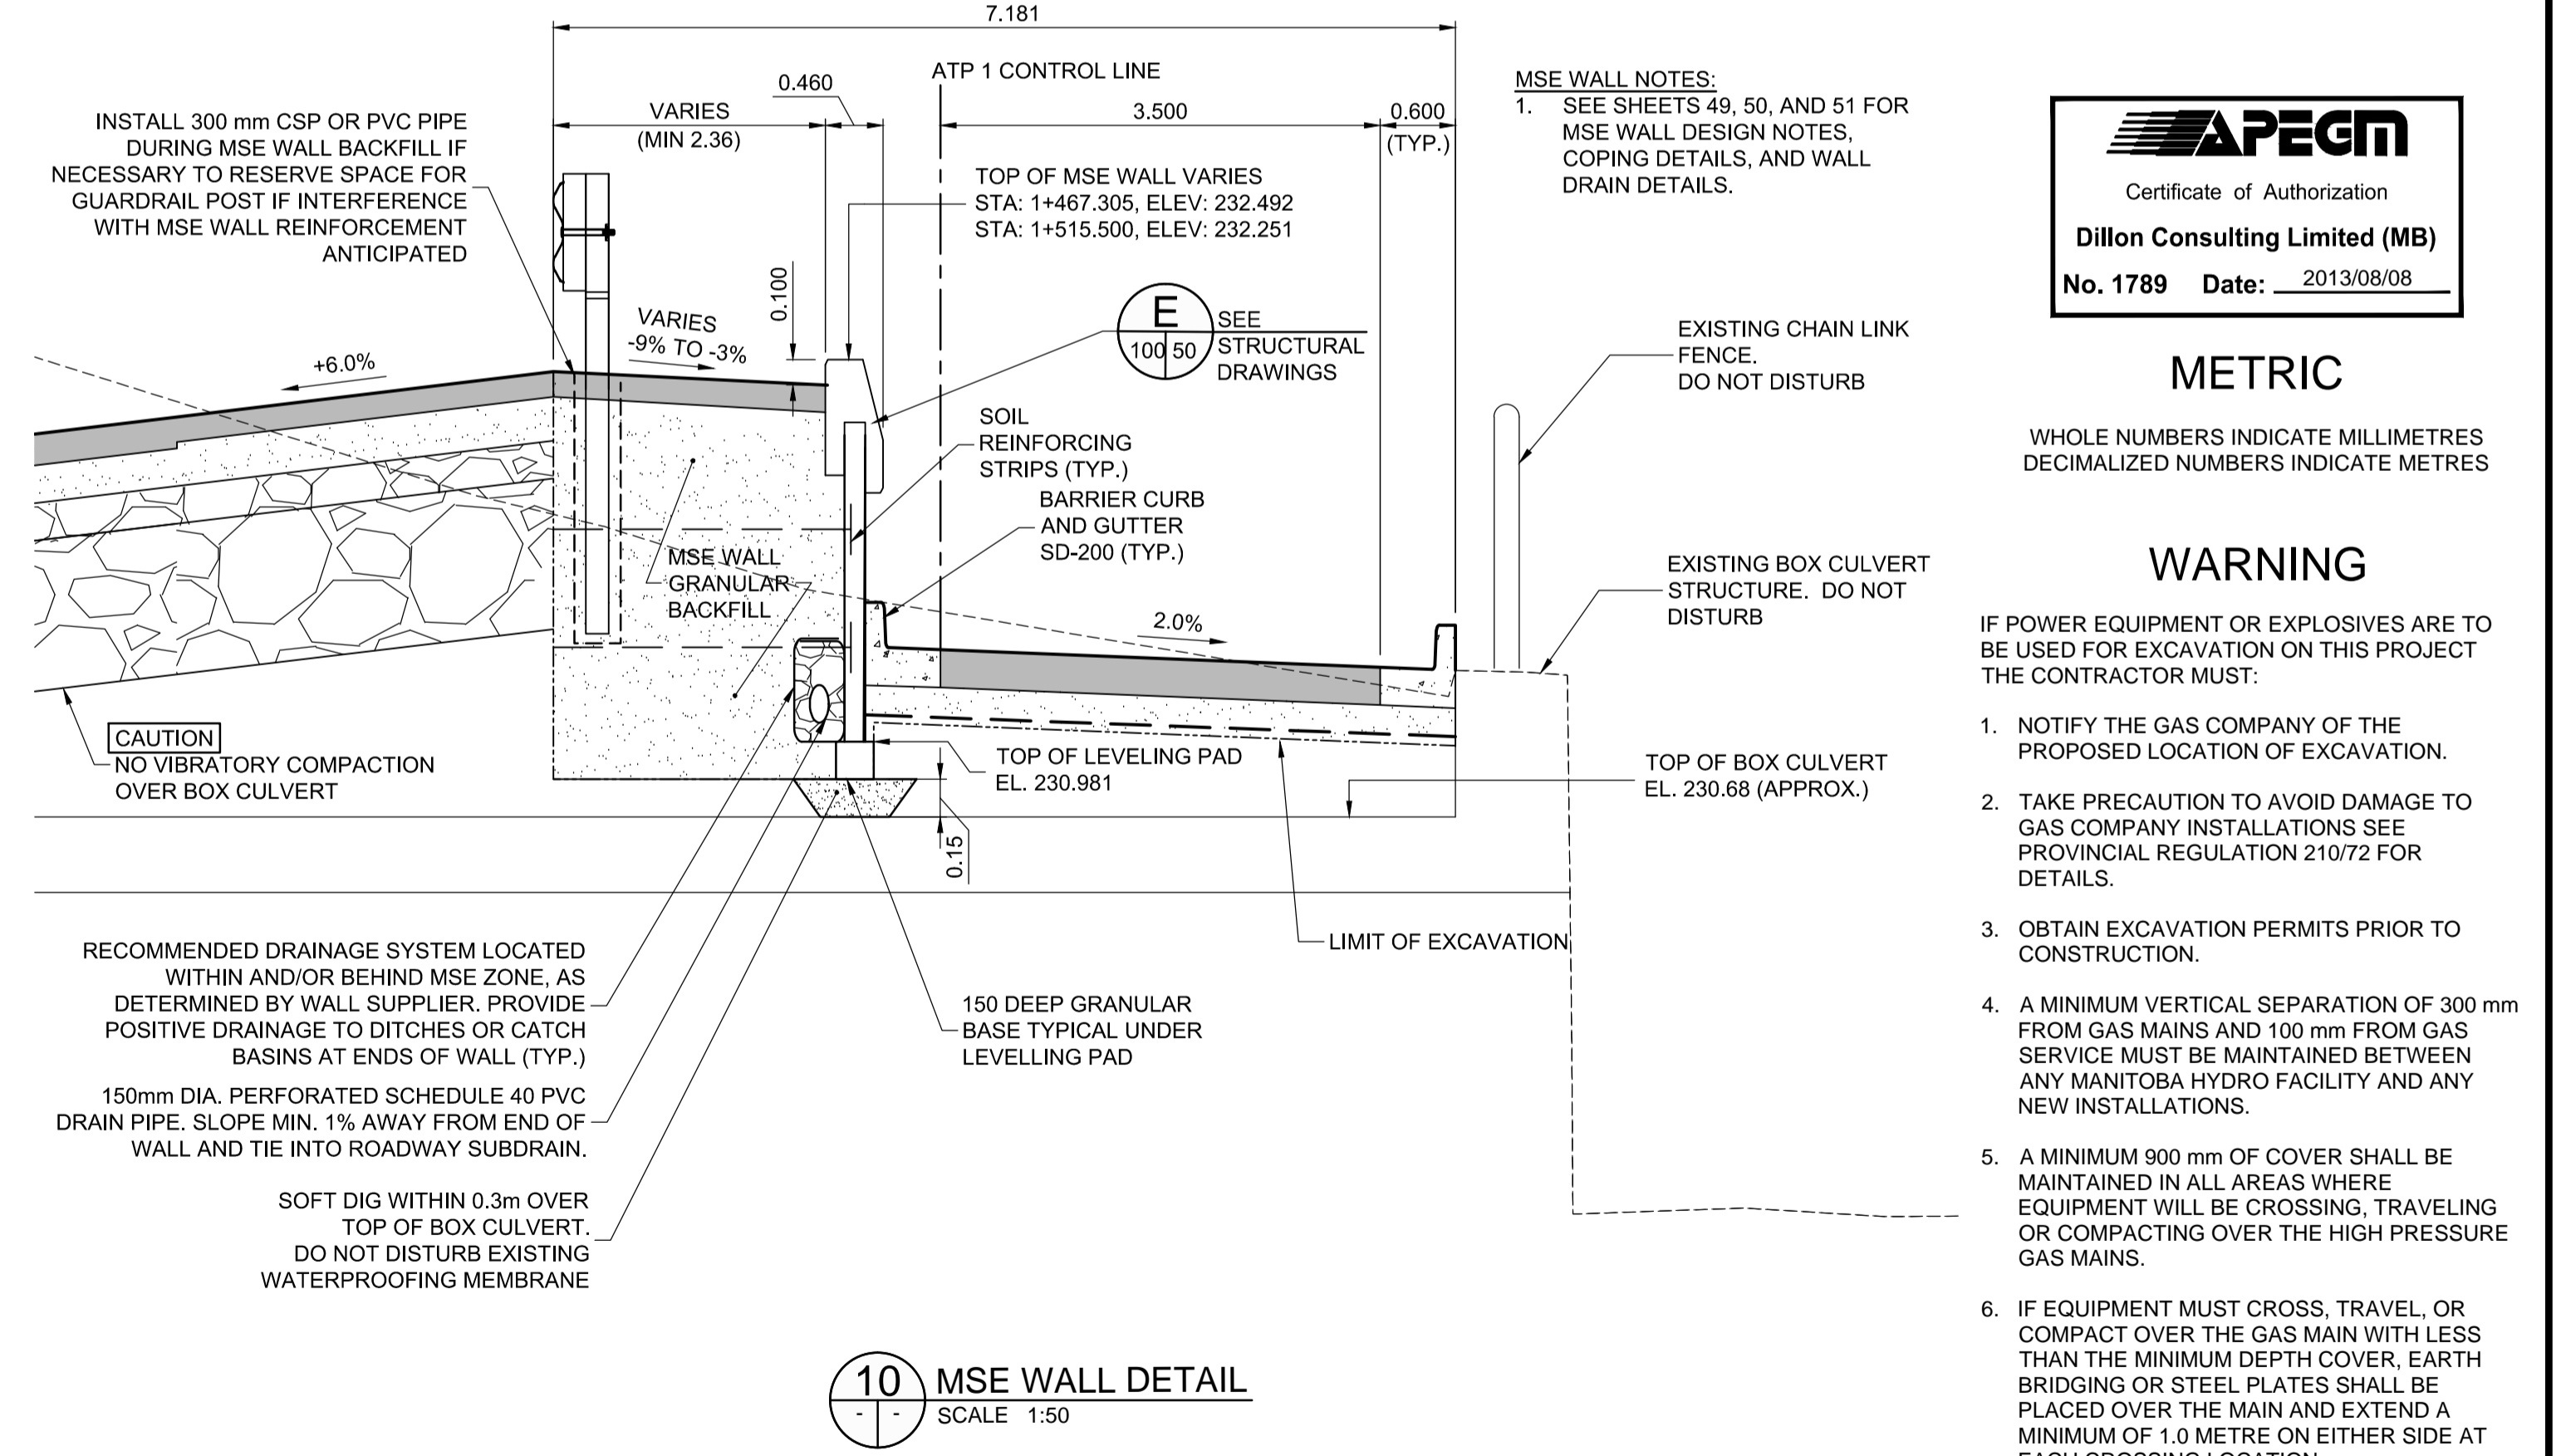 7.181
ATP 1 CONTROL LINE
0.460
VARIES
(MIN 2.36)
3.500
0.600
(TYP.)
INSTALL 300 mm CSP OR PVC PIPE
DURING MSE WALL BACKFILL IF
NECESSARY TO RESERVE SPACE FOR
GUARDRAIL POST IF INTERFERENCE
WITH MSE WALL REINFORCEMENT
ANTICIPATED
TOP OF MSE WALL VARIES
STA: 1+467.305, ELEV: 232.492
STA: 1+515.500, ELEV: 232.251
0.100
VARIES
-9% TO -3%
+6.0%
E
100 50
SEE
STRUCTURAL
DRAWINGS
SOIL
REINFORCING
STRIPS (TYP.)
BARRIER CURB
AND GUTTER
SD-200 (TYP.)
MSE WALL
GRANULAR
BACKFILL
2.0%
CAUTION
NO VIBRATORY COMPACTION
OVER BOX CULVERT
TOP OF LEVELING PAD
EL. 230.981
0.15
MSE WALL NOTES:
1. SEE SHEETS 49, 50, AND 51 FOR
MSE WALL DESIGN NOTES,
COPING DETAILS, AND WALL
DRAIN DETAILS.
EXISTING CHAIN LINK
FENCE.
DO NOT DISTURB
EXISTING BOX CULVERT
STRUCTURE. DO NOT
DISTURB
TOP OF BOX CULVERT
EL. 230.68 (APPROX.)
LIMIT OF EXCAVATION
RECOMMENDED DRAINAGE SYSTEM LOCATED
WITHIN AND/OR BEHIND MSE ZONE, AS
DETERMINED BY WALL SUPPLIER. PROVIDE
POSITIVE DRAINAGE TO DITCHES OR CATCH
BASINS AT ENDS OF WALL (TYP.)
150mm DIA. PERFORATED SCHEDULE 40 PVC
DRAIN PIPE. SLOPE MIN. 1% AWAY FROM END OF
WALL AND TIE INTO ROADWAY SUBDRAIN.
SOFT DIG WITHIN 0.3m OVER
TOP OF BOX CULVERT.
DO NOT DISTURB EXISTING
WATERPROOFING MEMBRANE
150 DEEP GRANULAR
BASE TYPICAL UNDER
LEVELLING PAD
10
- -
MSE WALL DETAIL
SCALE 1:50
APEGM
Certificate of Authorization
Dillon Consulting Limited (MB)
No. 1789 Date: 2013/08/08
METRIC
WHOLE NUMBERS INDICATE MILLIMETRES
DECIMALIZED NUMBERS INDICATE METRES
WARNING
IF POWER EQUIPMENT OR EXPLOSIVES ARE TO
BE USED FOR EXCAVATION ON THIS PROJECT
THE CONTRACTOR MUST:
1. NOTIFY THE GAS COMPANY OF THE
PROPOSED LOCATION OF EXCAVATION.
2. TAKE PRECAUTION TO AVOID DAMAGE TO
GAS COMPANY INSTALLATIONS SEE
PROVINCIAL REGULATION 210/72 FOR
DETAILS.
3. OBTAIN EXCAVATION PERMITS PRIOR TO
CONSTRUCTION.
4. A MINIMUM VERTICAL SEPARATION OF 300 mm
FROM GAS MAINS AND 100 mm FROM GAS
SERVICE MUST BE MAINTAINED BETWEEN
ANY MANITOBA HYDRO FACILITY AND ANY
NEW INSTALLATIONS.
5. A MINIMUM 900 mm OF COVER SHALL BE
MAINTAINED IN ALL AREAS WHERE
EQUIPMENT WILL BE CROSSING, TRAVELING
OR COMPACTING OVER THE HIGH PRESSURE
GAS MAINS.
6. IF EQUIPMENT MUST CROSS, TRAVEL, OR
COMPACT OVER THE GAS MAIN WITH LESS
THAN THE MINIMUM DEPTH COVER, EARTH
BRIDGING OR STEEL PLATES SHALL BE
PLACED OVER THE MAIN AND EXTEND A
MINIMUM OF 1.0 METRE ON EITHER SIDE AT
EACH CROSSING LOCATION